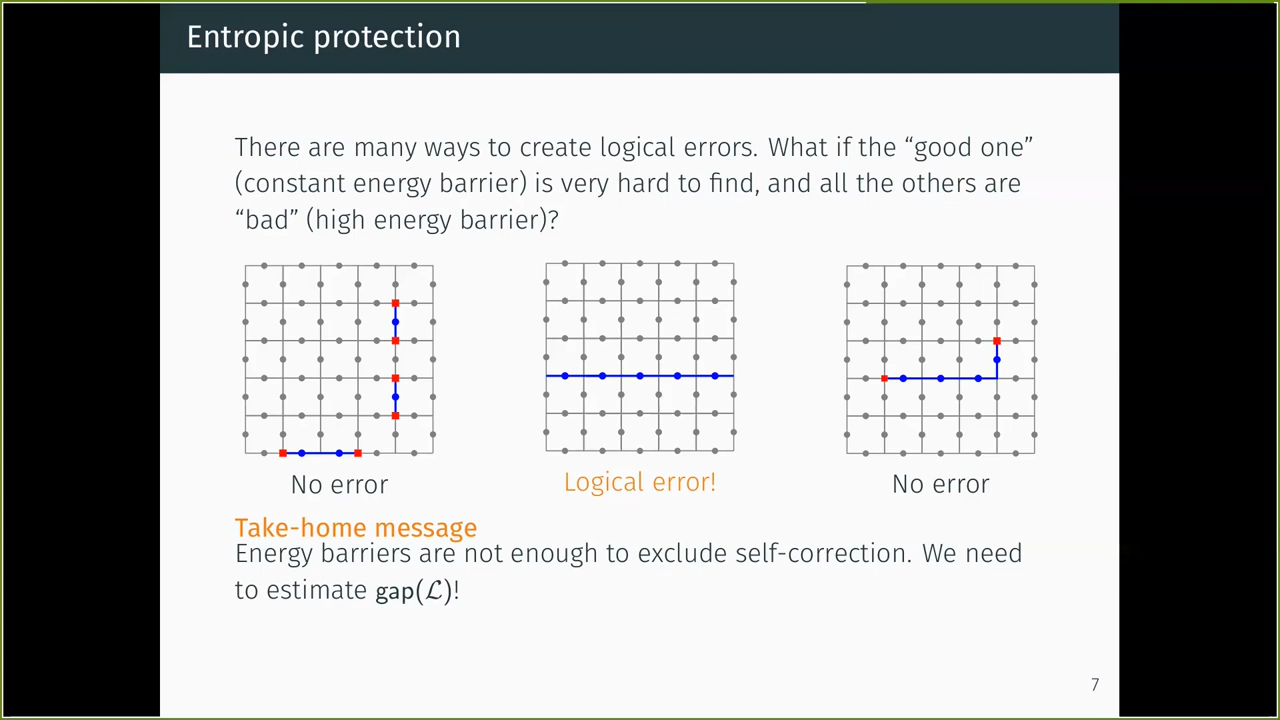 Entropic protection
There are many ways to create logical errors. What if the “good one”
(constant energy barrier) is very hard to find, and all the others are
“bad” (high energy barrier)?
No error
Logical error!
No error
Take-home message
Energy barriers are not enough to exclude self-correction. We need
to estimate gap(ℒ)!
7